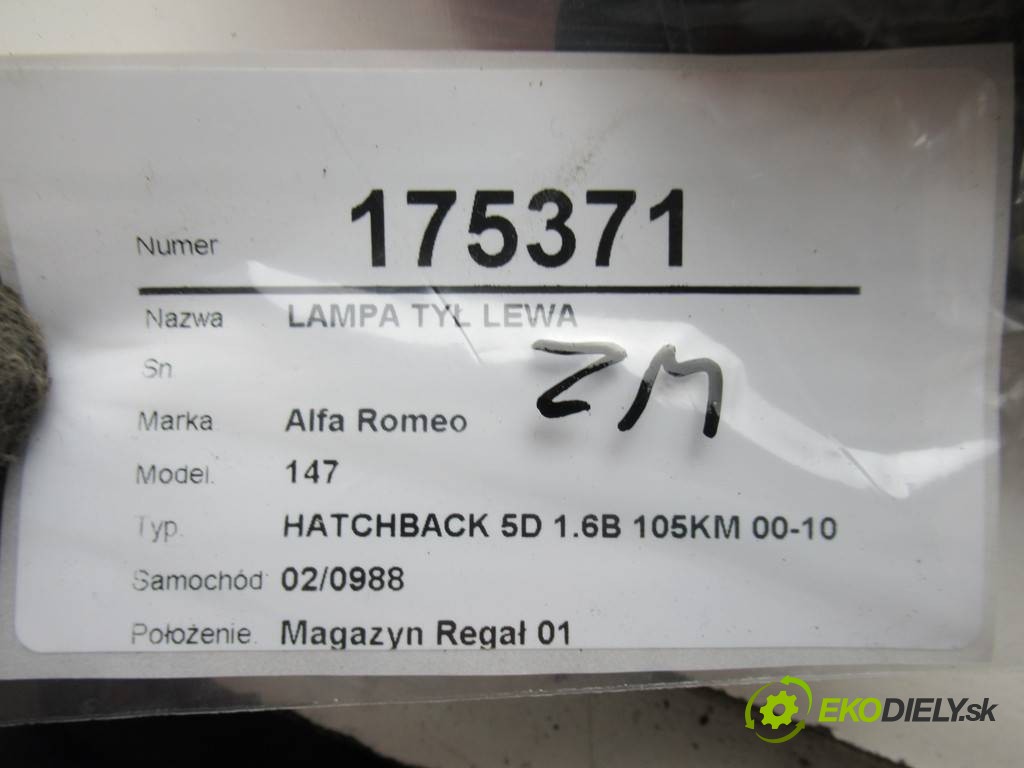 Numer 175371
Nazwa LAMPA TYŁ LEWA
Sn
ZM
Marka Alfa Romeo
Model. 147
Typ. HATCHBACK 5D 1.6B 105KM 00-10
Samochód 02/0988
Położenie. Magazyn Regał 01
EKODIELY.sk